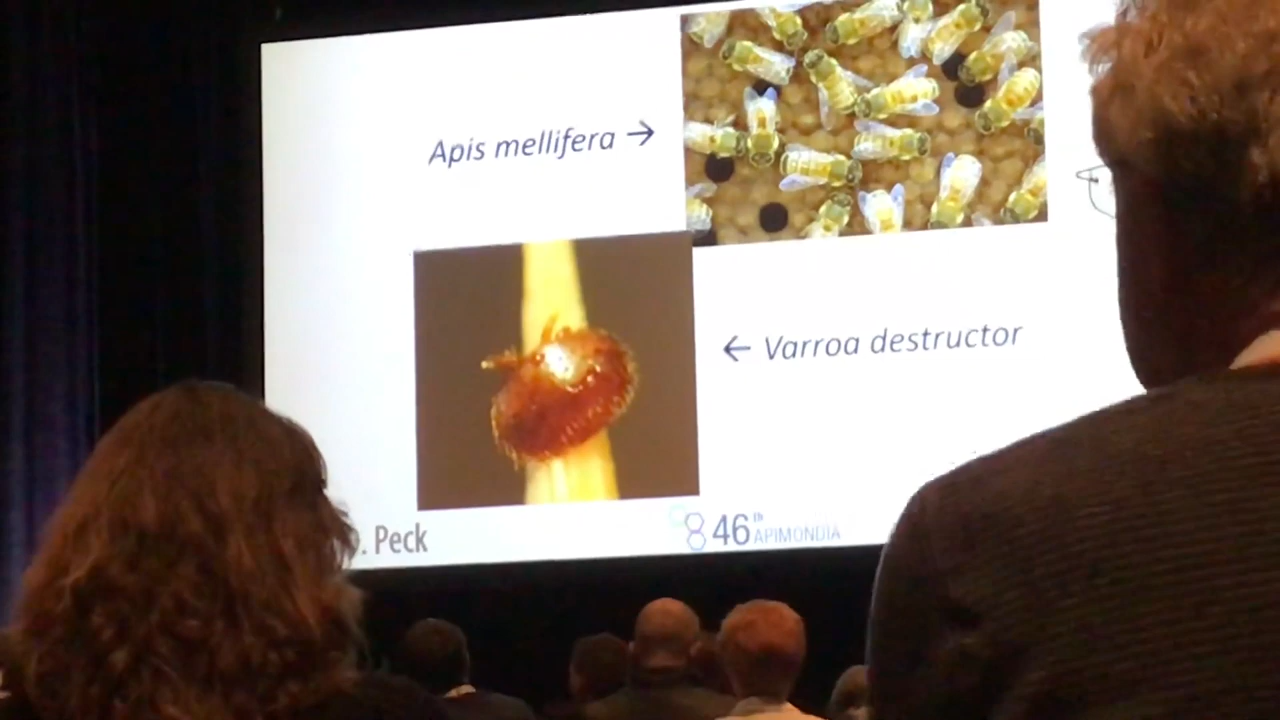 Apis mellifera →
← Varroa destructor
. Peck
46TH
APIMONDIA